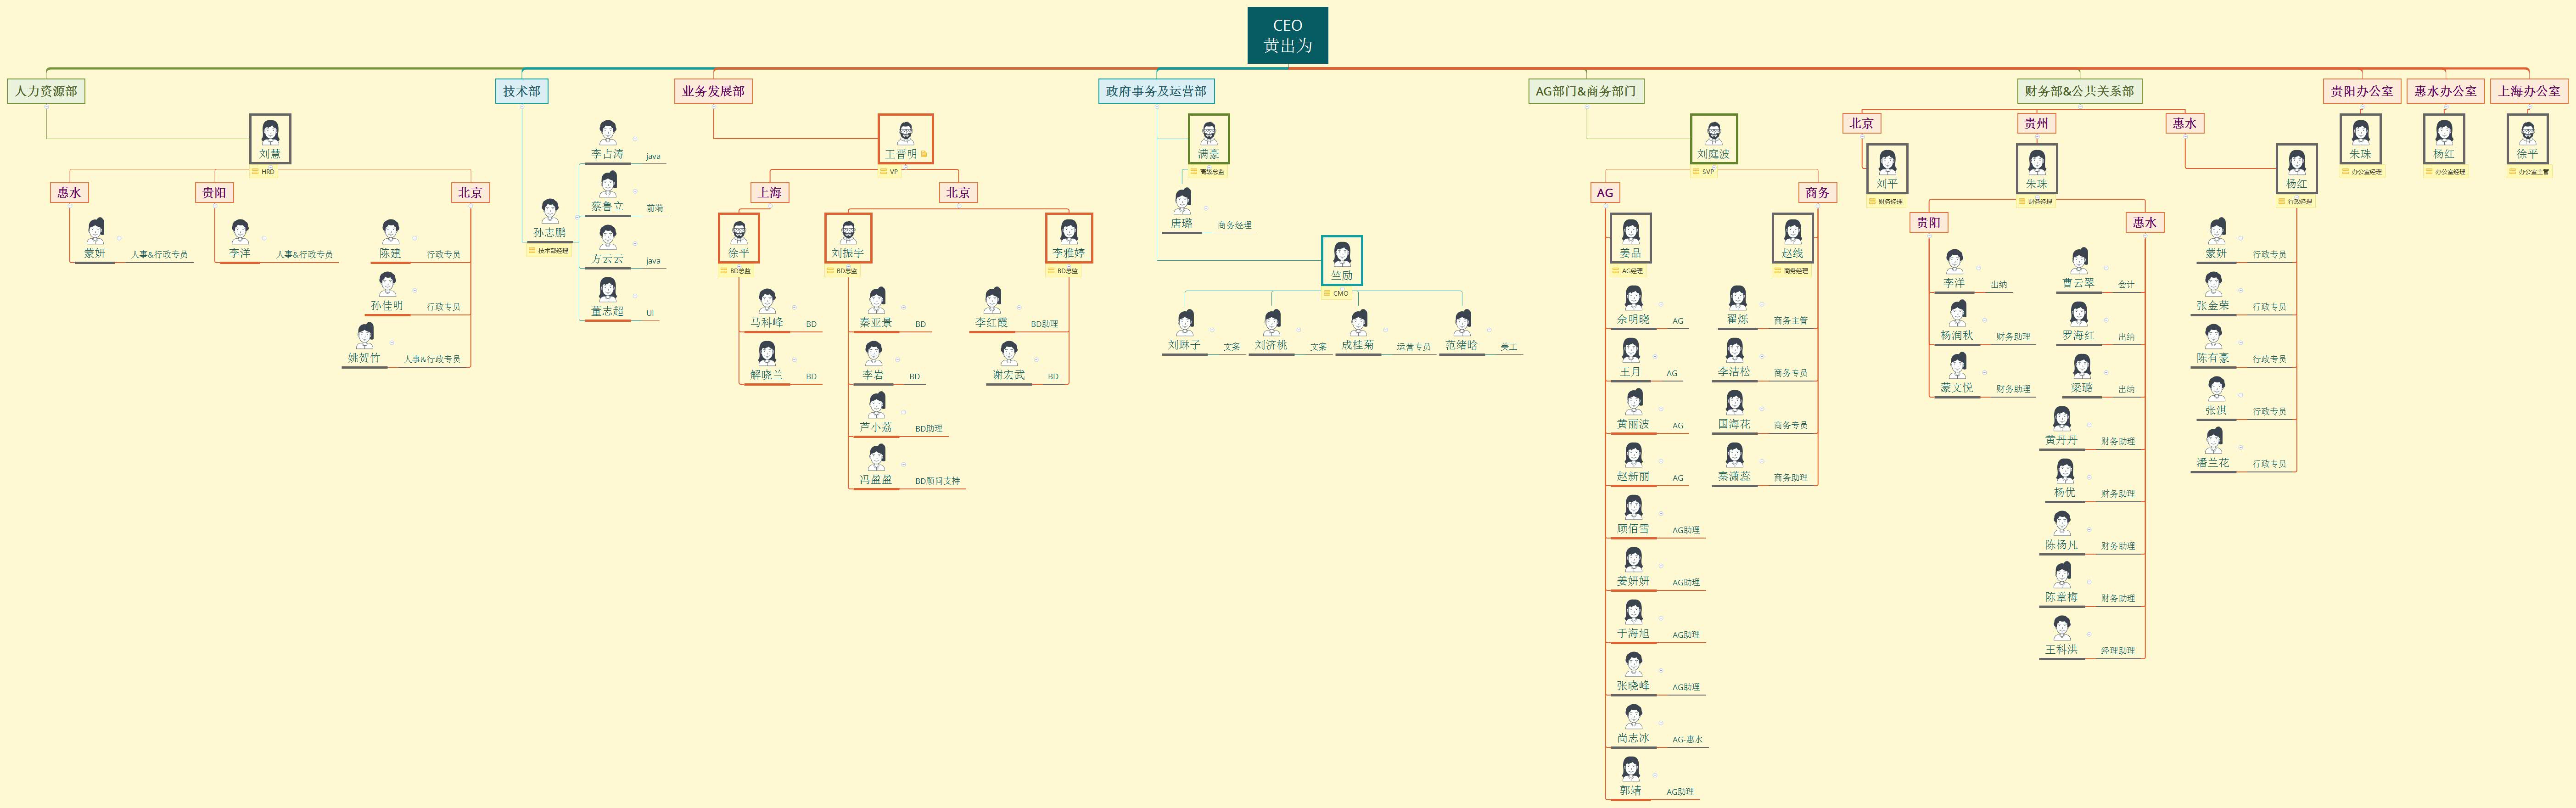 CEO
黄出为
人力资源部
刘慧
HRD
惠水
蒙妍
人事&行政专员
贵阳
李洋
人事&行政专员
北京
陈建
行政专员
孙佳明
行政专员
姚贺竹
人事&行政专员
技术部
孙志鹏
技术部经理
李占涛
java
蔡鲁立
前端
方云云
java
董志超
UI
业务发展部
王晋明
VP
上海
徐平
BD总监
马科峰
BD
解晓兰
BD
北京
刘振宇
BD总监
秦亚景
BD
李岩
BD
芦小荔
BD助理
冯盈盈
BD顾问支持
李雅婷
BD总监
李红霞
BD助理
谢宏武
BD
政府事务及运营部
满豪
高级总监
唐璐
商务经理
竺励
CMO
刘琳子
文案
刘济桃
文案
成桂菊
运营专员
范绪晗
美工
AG部门&商务部门
刘庭波
SVP
AG
姜晶
AG经理
佘明晓
AG
王月
AG
黄丽波
AG
赵新丽
AG
顾佰雪
AG助理
姜妍妍
AG助理
于海旭
AG助理
张晓峰
AG助理
尚志冰
AG-惠水
郭靖
AG助理
商务
赵线
商务经理
翟烁
商务主管
李洁松
商务专员
国海花
商务专员
秦潇蕊
商务助理
财务部&公共关系部
北京
刘平
财务经理
贵州
朱珠
财务经理
贵阳
李洋
出纳
杨润秋
财务助理
蒙文悦
财务助理
惠水
曹云翠
会计
罗海红
出纳
梁璐
出纳
黄丹丹
财务助理
杨优
财务助理
陈杨凡
财务助理
陈章梅
财务助理
王科洪
经理助理
惠水
杨红
行政经理
蒙妍
行政专员
张金荣
行政专员
陈有豪
行政专员
张淇
行政专员
潘兰花
行政专员
贵阳办公室
朱珠
办公室经理
惠水办公室
杨红
办公室经理
上海办公室
徐平
办公室主管